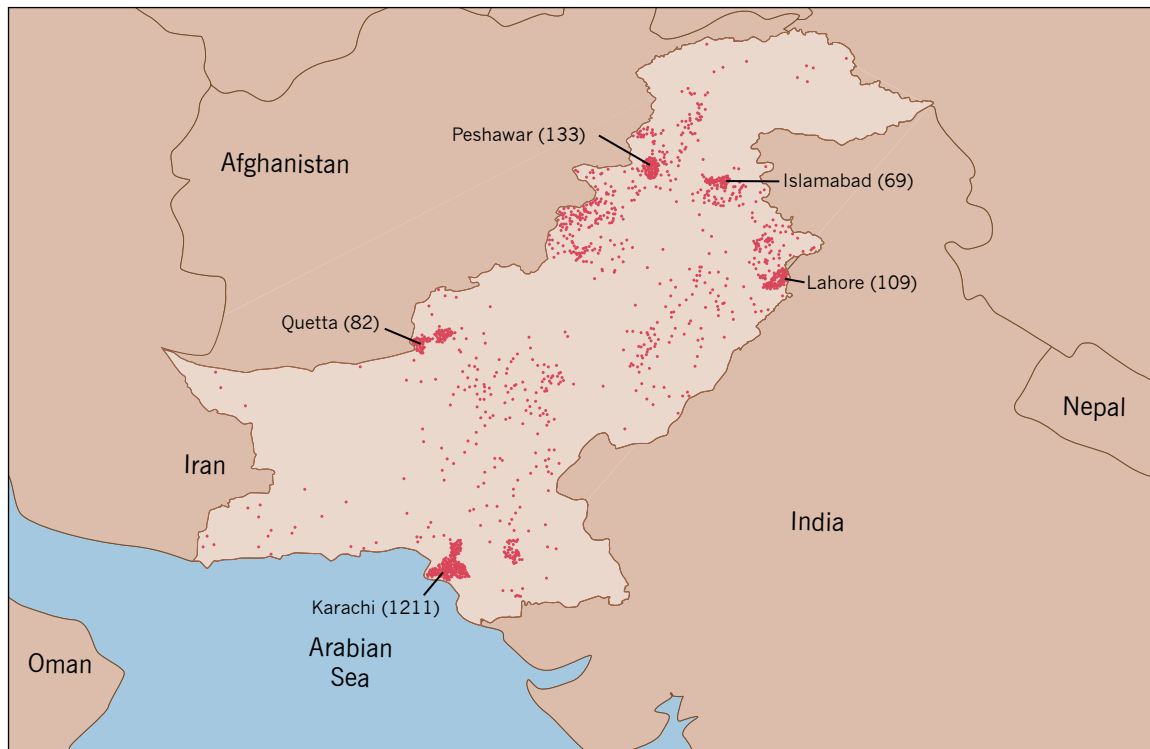 Peshawar (133)
Afghanistan
Islamabad (69)
Lahore (109)
Quetta (82)
Nepal
Iran
India
Karachi (1211)
Arabian
Sea
Oman